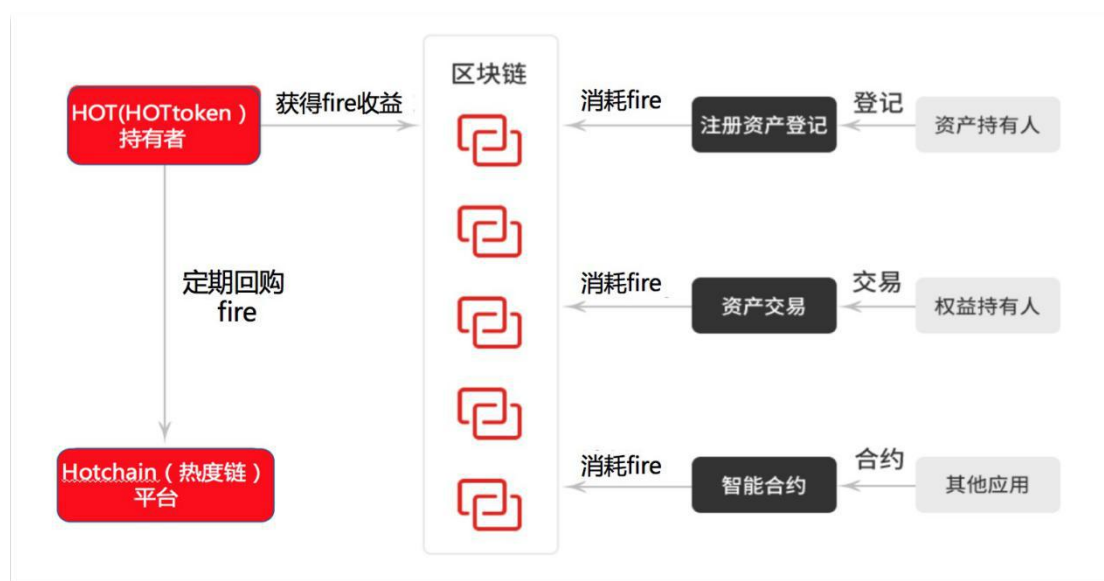 区块链
HOT(HOTtoken )
持有者
获得fire收益
消耗fire
注册资产登记
登记
资产持有人
定期回购
fire
消耗fire
资产交易
交易
权益持有人
Hotchain（热度链）
平台
消耗fire
智能合约
合约
其他应用